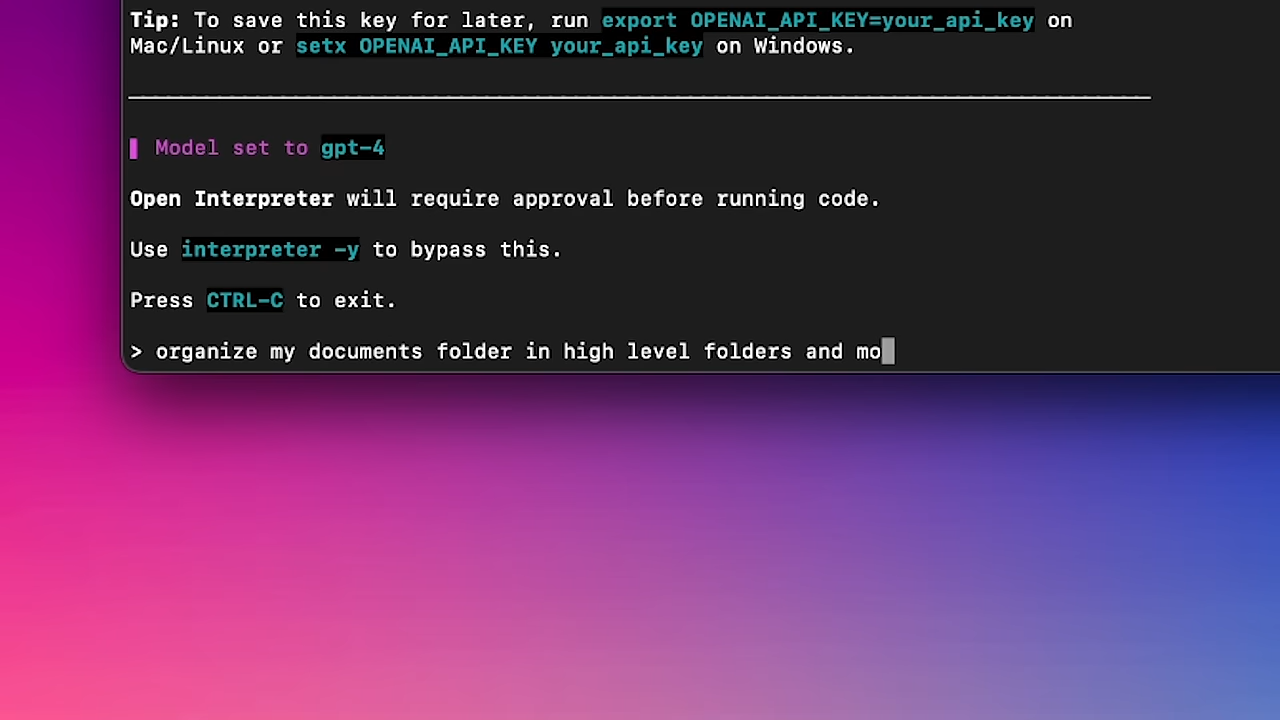 Tip: To save this key for later, run export OPENAI_API_KEY=your_api_key on
Mac/Linux or setx OPENAI_API_KEY your_api_key on Windows.
Model set to gpt-4
Open Interpreter will require approval before running code.
Use interpreter -y to bypass this.
Press CTRL-C to exit.
> organize my documents folder in high level folders and mo